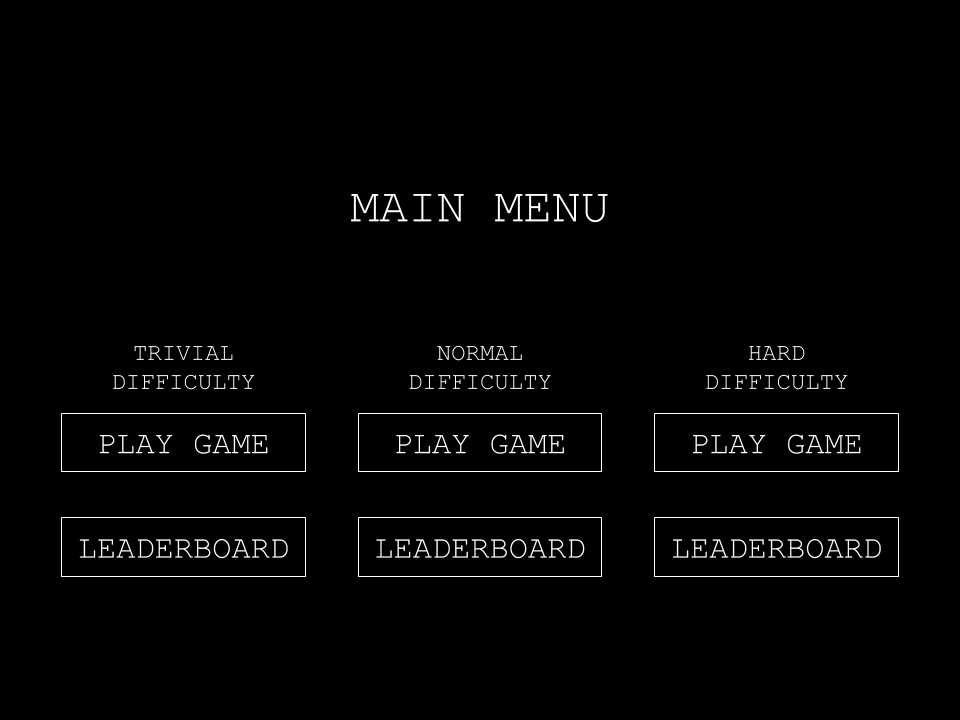 MAIN MENU
TRIVIAL
DIFFICULTY
PLAY GAME
LEADERBOARD
NORMAL
DIFFICULTY
PLAY GAME
LEADERBOARD
HARD
DIFFICULTY
PLAY GAME
LEADERBOARD